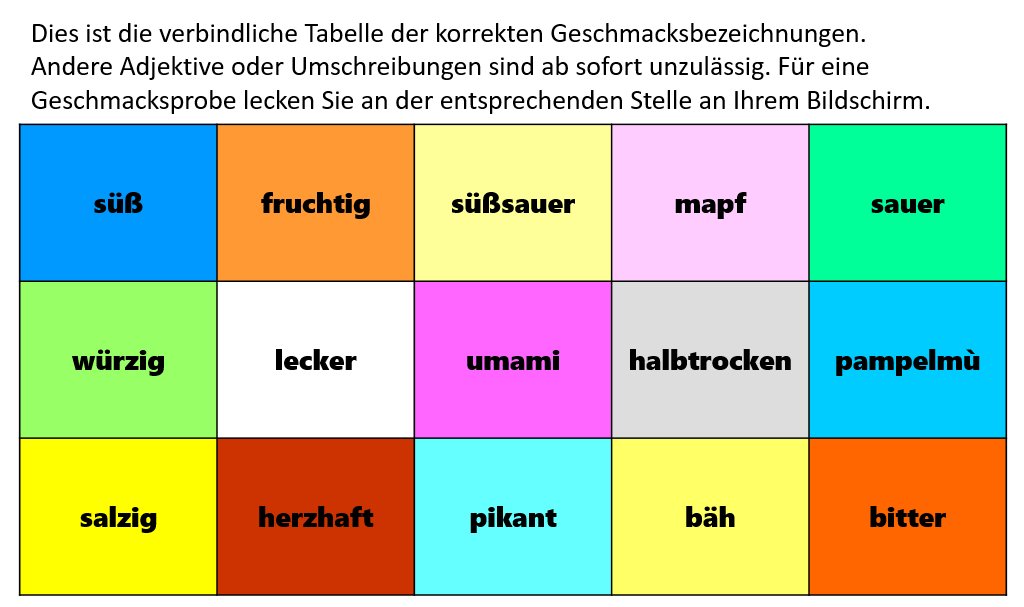 Dies ist die verbindliche Tabelle der korrekten Geschmacksbezeichnungen.
Andere Adjektive oder Umschreibungen sind ab sofort unzulässig. Für eine
Geschmacksprobe lecken Sie an der entsprechenden Stelle an Ihrem Bildschirm.
süß fruchtig süßsauer mapf sauer
würzig lecker umami halbtrocken pampelmù
salzig herzhaft pikant bäh bitter